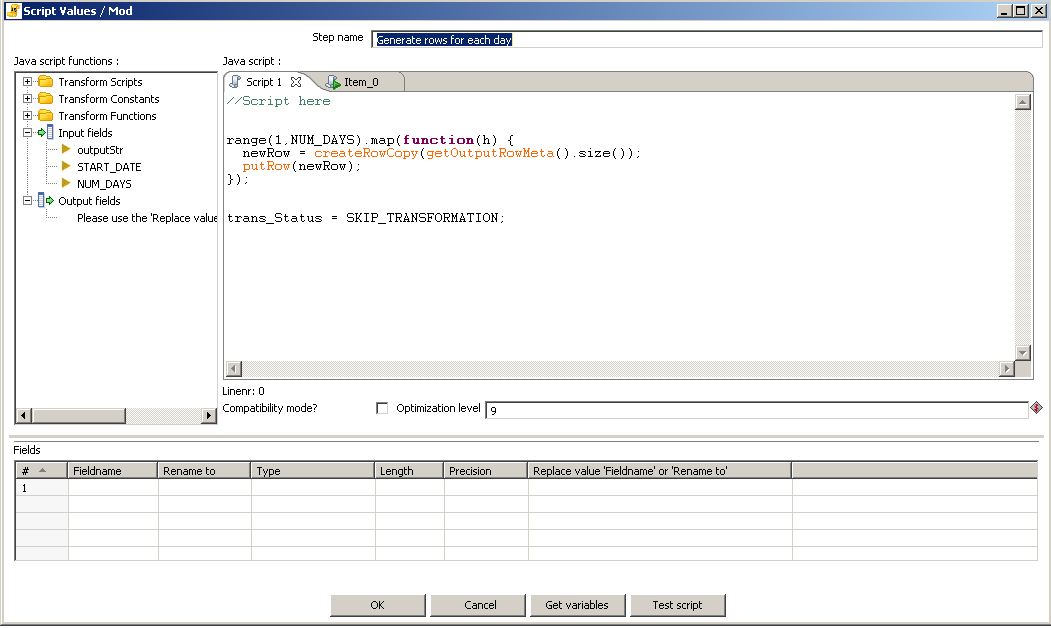 Script Values / Mod
Step name Generate rows for each day
Java script functions :
Java script :
Transform Scripts
Transform Constants
Transform Functions
Input fields
outputStr
START_DATE
NUM_DAYS
Output fields
Please use the 'Replace value
Script 1 Item_0
//Script here
range(1,NUM_DAYS).map(function(h) {
newRow = createRowCopy(getOutputRowMeta().size());
putRow(newRow);
});
trans_Status = SKIP_TRANSFORMATION;
Linenr: 0
Compatibility mode? Optimization level 9
Fields
# Fieldname Rename to Type Length Precision Replace value 'Fieldname' or 'Rename to'
1
OK Cancel Get variables Test script